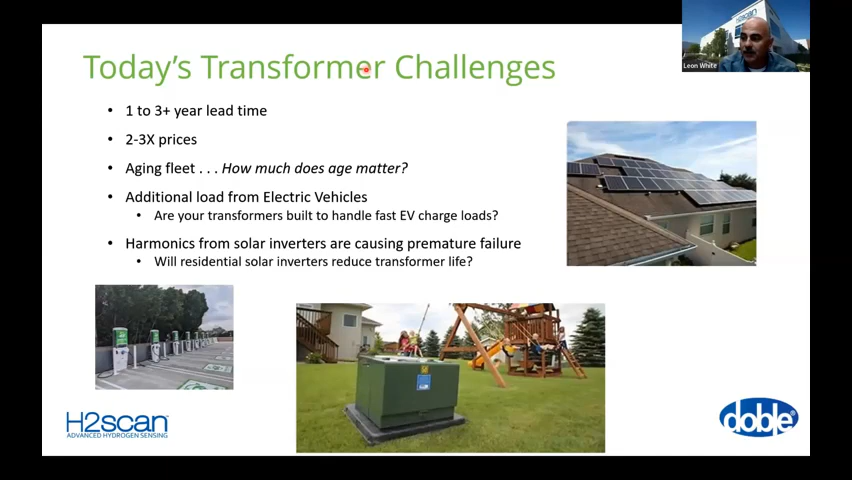 Today's Transformer Challenges
• 1 to 3+ year lead time
• 2-3X prices
• Aging fleet . . . How much does age matter?
• Additional load from Electric Vehicles
• Are your transformers built to handle fast EV charge loads?
• Harmonics from solar inverters are causing premature failure
• Will residential solar inverters reduce transformer life?
H2scan
Leon White
H2scan™
ADVANCED HYDROGEN SENSING
doble®